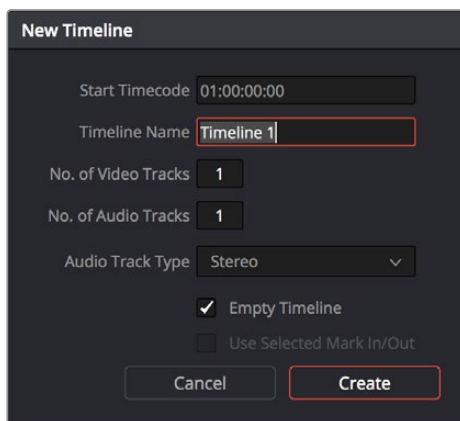 New Timeline
Start Timecode 01:00:00:00
Timeline Name Timeline 1
No. of Video Tracks 1
No. of Audio Tracks 1
Audio Track Type Stereo
Empty Timeline
Use Selected Mark In/Out
Cancel Create